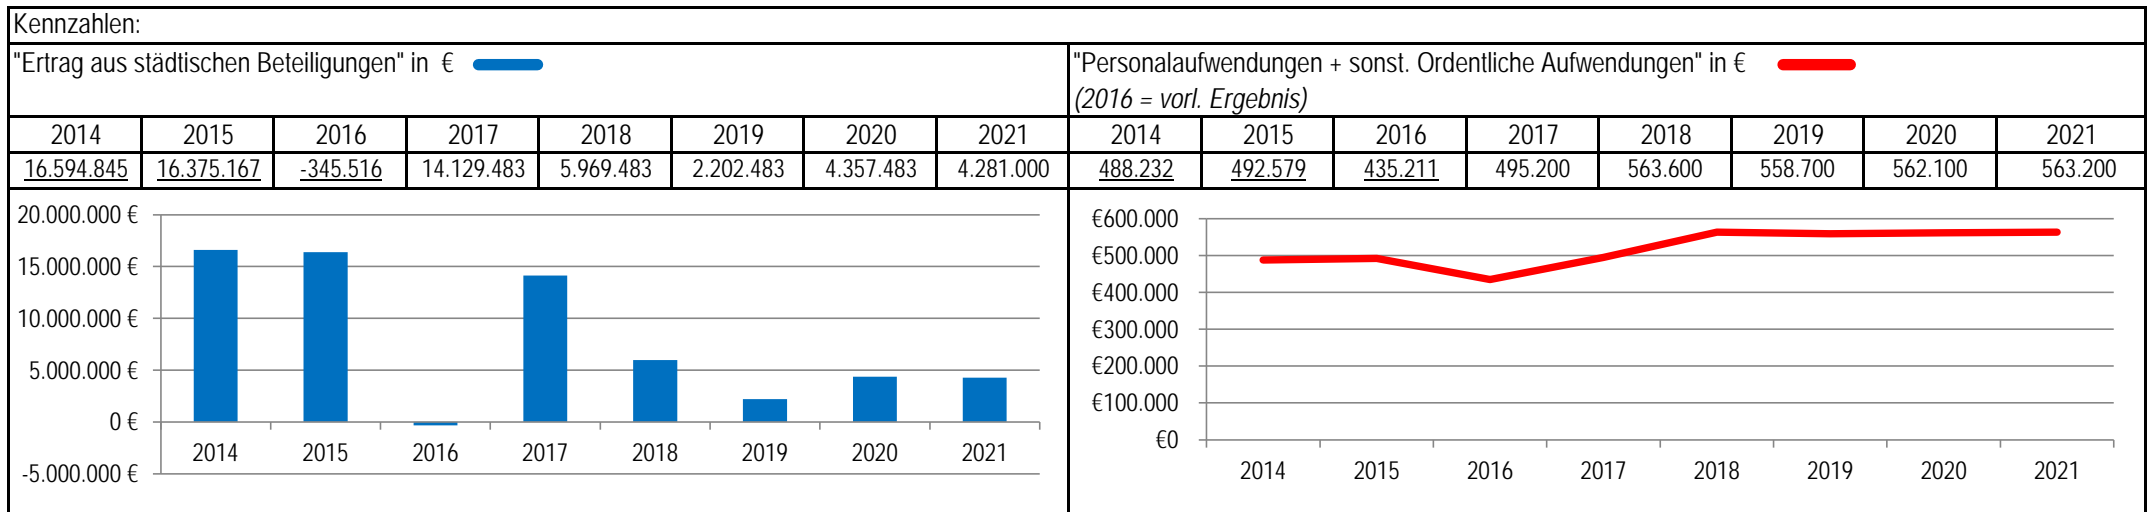 Kennzahlen:
"Ertrag aus städtischen Beteiligungen" in €
"Personalaufwendungen + sonst. Ordentliche Aufwendungen" in €
(2016 = vorl. Ergebnis)
2014 2015 2016 2017 2018 2019 2020 2021 2014 2015 2016 2017 2018 2019 2020 2021
16.594.845 16.375.167 -345.516 14.129.483 5.969.483 2.202.483 4.357.483 4.281.000 488.232 492.579 435.211 495.200 563.600 558.700 562.100 563.200
20.000.000 €
15.000.000 €
10.000.000 €
5.000.000 €
0 €
-5.000.000 €
2014 2015 2016 2017 2018 2019 2020 2021
€600.000
€500.000
€400.000
€300.000
€200.000
€100.000
€0
2014 2015 2016 2017 2018 2019 2020 2021